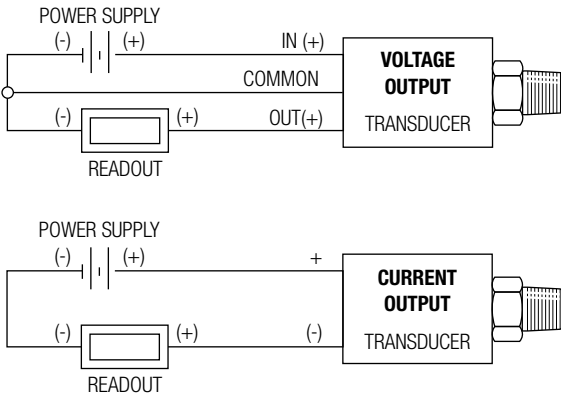 POWER SUPPLY
(-) (+) IN (+)
COMMON
(-) (+) OUT(+)
READOUT
VOLTAGE
OUTPUT
TRANSDUCER
POWER SUPPLY
(-) (+) +
(-) (+) (-)
READOUT
CURRENT
OUTPUT
TRANSDUCER